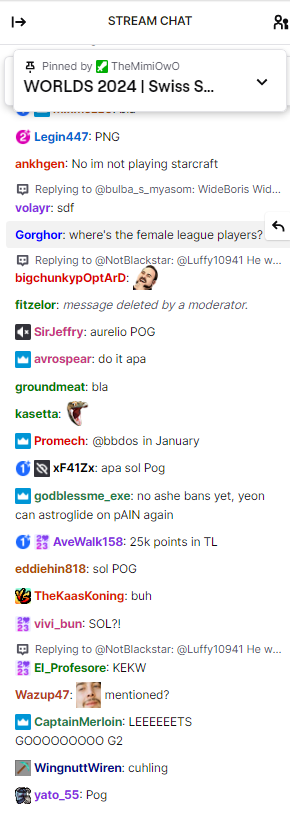 STREAM CHAT
Pinned by TheMimiOwO
WORLDS 2024 | Swiss S...
Legin447: PNG
ankhgen: No im not playing starcraft
Replying to @bulba_s_myasom: WideBoris Wid...
volayr: sdf
Gorghor: where's the female league players?
Replying to @NotBlackstar: @Luffy10941 He w...
bigchunkypOptArD:
fitzelor: message deleted by a moderator.
SirJeffry: aurelio POG
avrospear: do it apa
groundmeat: bla
kasetta:
Promech: @bbdos in January
xF41Zx: apa sol Pog
godblessme_exe: no ashe bans yet, yeon
can astroglide on pAIN again
AveWalk158: 25k points in TL
eddiehin818: sol POG
TheKaasKoning: buh
vivi_bun: SOL?!
Replying to @NotBlackstar: @Luffy10941 He w...
El_Profesore: KEKW
Wazup47: mentioned?
CaptainMerloin: LEEEEEETS
GOOOOOOOOO G2
WingnuttWiren: cuhling
yato_55: Pog